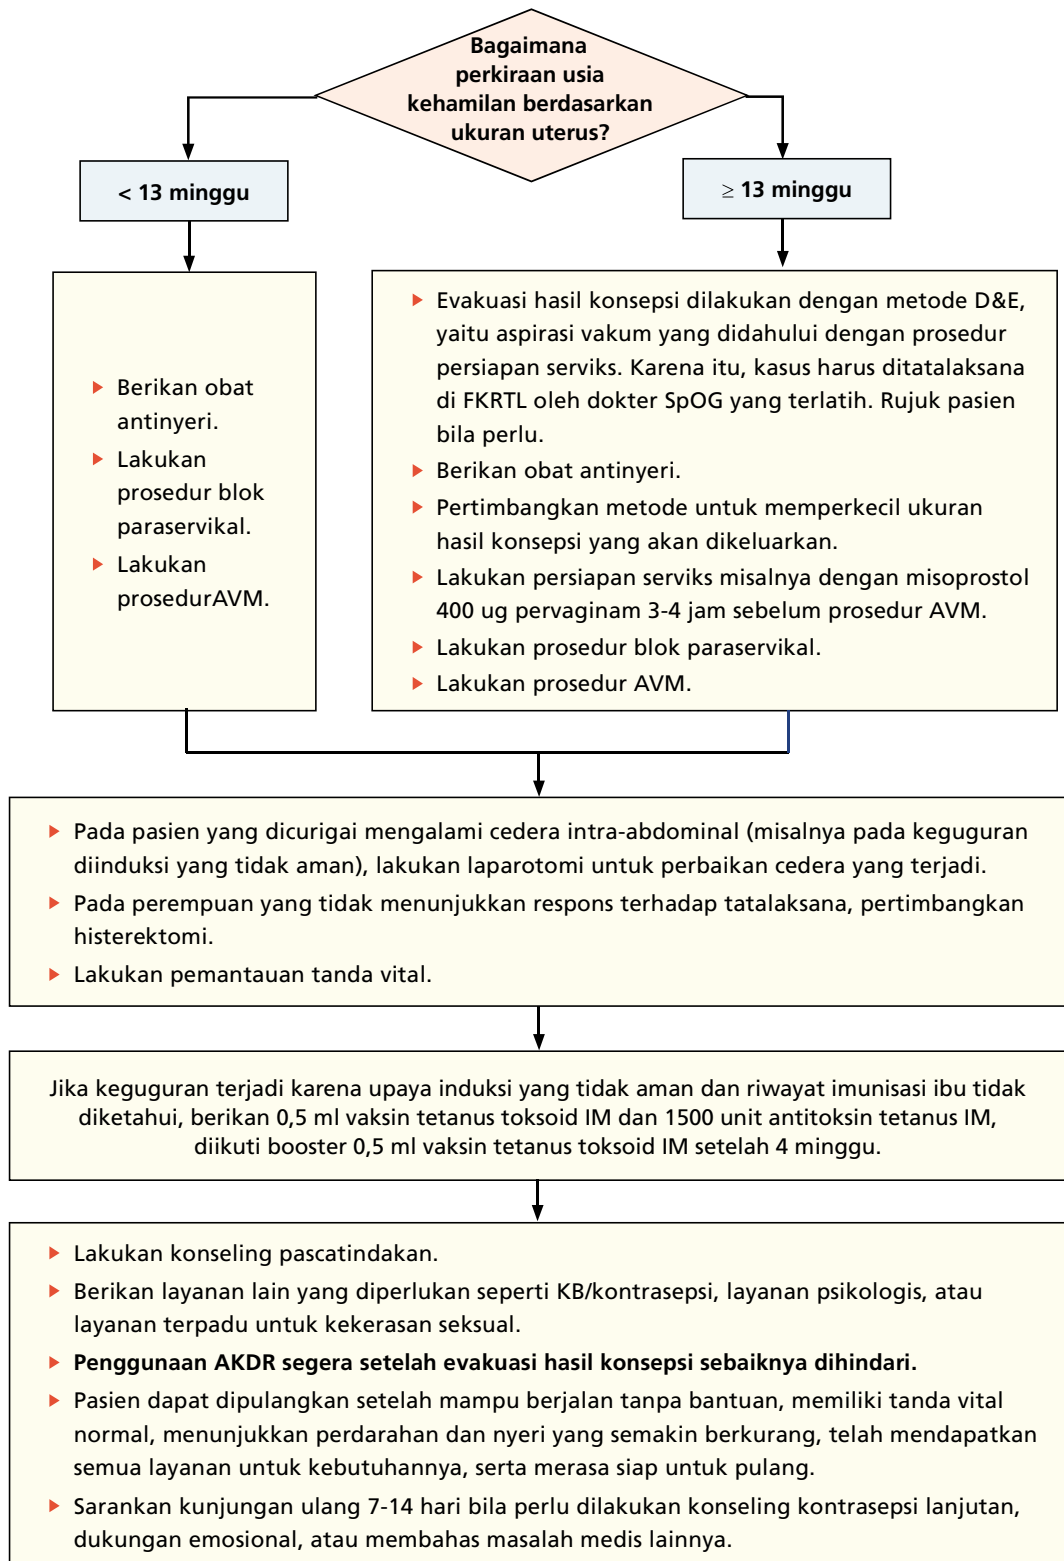 Bagaimana
perkiraan usia
kehamilan berdasarkan
ukuran uterus?
< 13 minggu
≥ 13 minggu
Berikan obat
antinyeri.
Lakukan
prosedur blok
paraservikal.
Lakukan
prosedurAVM.
Evakuasi hasil konsepsi dilakukan dengan metode D&E,
yaitu aspirasi vakum yang didahului dengan prosedur
persiapan serviks. Karena itu, kasus harus ditatalaksana
di FKRTL oleh dokter SpOG yang terlatih. Rujuk pasien
bila perlu.
Berikan obat antinyeri.
Pertimbangkan metode untuk memperkecil ukuran
hasil konsepsi yang akan dikeluarkan.
Lakukan persiapan serviks misalnya dengan misoprostol
400 ug pervaginam 3-4 jam sebelum prosedur AVM.
Lakukan prosedur blok paraservikal.
Lakukan prosedur AVM.
Pada pasien yang dicurigai mengalami cedera intra-abdominal (misalnya pada keguguran
diinduksi yang tidak aman), lakukan laparotomi untuk perbaikan cedera yang terjadi.
Pada perempuan yang tidak menunjukkan respons terhadap tatalaksana, pertimbangkan
histerektomi.
Lakukan pemantauan tanda vital.
Jika keguguran terjadi karena upaya induksi yang tidak aman dan riwayat imunisasi ibu tidak
diketahui, berikan 0,5 ml vaksin tetanus toksoid IM dan 1500 unit antitoksin tetanus IM,
diikuti booster 0,5 ml vaksin tetanus toksoid IM setelah 4 minggu.
Lakukan konseling pascatindakan.
Berikan layanan lain yang diperlukan seperti KB/kontrasepsi, layanan psikologis, atau
layanan terpadu untuk kekerasan seksual.
Penggunaan AKDR segera setelah evakuasi hasil konsepsi sebaiknya dihindari.
Pasien dapat dipulangkan setelah mampu berjalan tanpa bantuan, memiliki tanda vital
normal, menunjukkan perdarahan dan nyeri yang semakin berkurang, telah mendapatkan
semua layanan untuk kebutuhannya, serta merasa siap untuk pulang.
Sarankan kunjungan ulang 7-14 hari bila perlu dilakukan konseling kontrasepsi lanjutan,
dukungan emosional, atau membahas masalah medis lainnya.